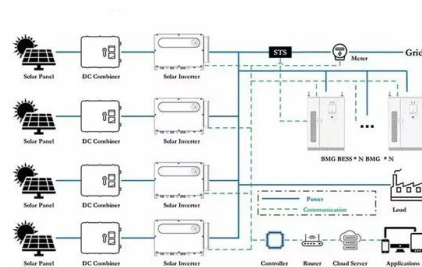 STS
Grid
Meter
Solar Panel
DC Combiner
Solar Inverter
Solar Panel
DC Combiner
Solar Inverter
BMG BESS * N BMG * N
Solar Panel
DC Combiner
Solar Inverter
Power
Communication
Load
Solar Panel
DC Combiner
Solar Inverter
Controller
Router
Cloud Server
Applications